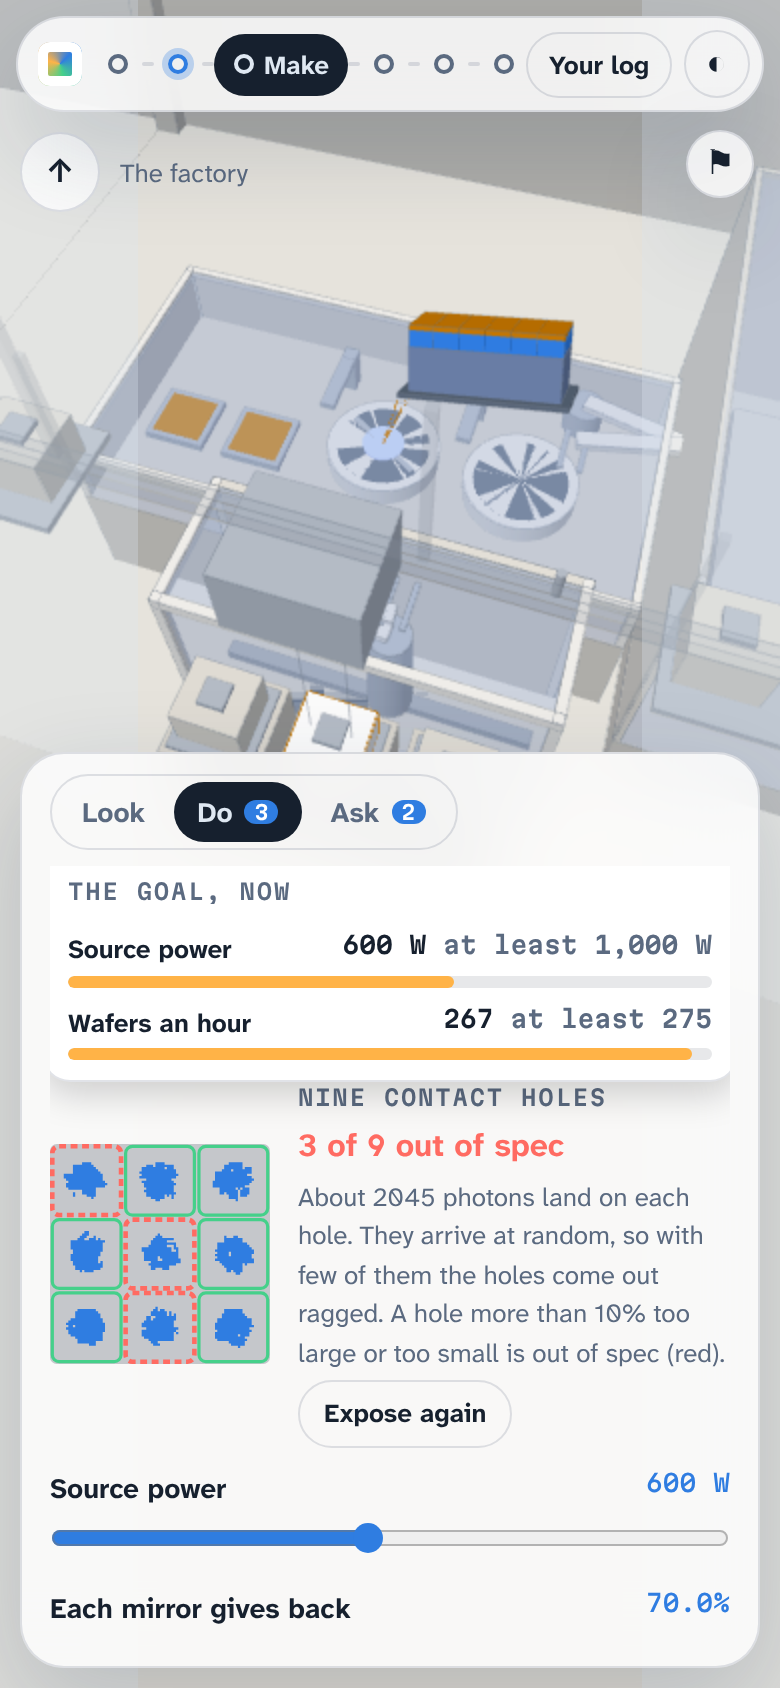 Make
Your log
The factory
Look
Do 3
Ask 2
THE GOAL, NOW
Source power 600 W at least 1,000 W
Wafers an hour 267 at least 275
NINE CONTACT HOLES
3 of 9 out of spec
About 2045 photons land on each
hole. They arrive at random, so with
few of them the holes come out
ragged. A hole more than 10% too
large or too small is out of spec (red).
Expose again
Source power 600 W
Each mirror gives back 70.0%